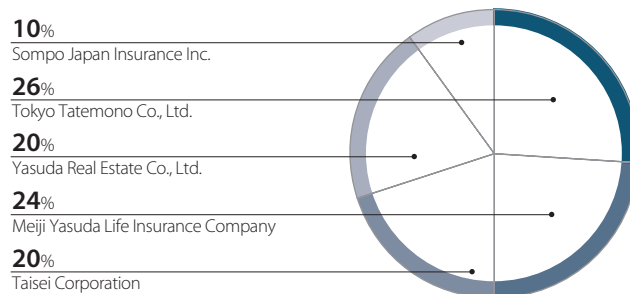 10%
Sompo Japan Insurance Inc.
26%
Tokyo Tatemono Co., Ltd.
20%
Yasuda Real Estate Co., Ltd.
24%
Meiji Yasuda Life Insurance Company
20%
Taisei Corporation